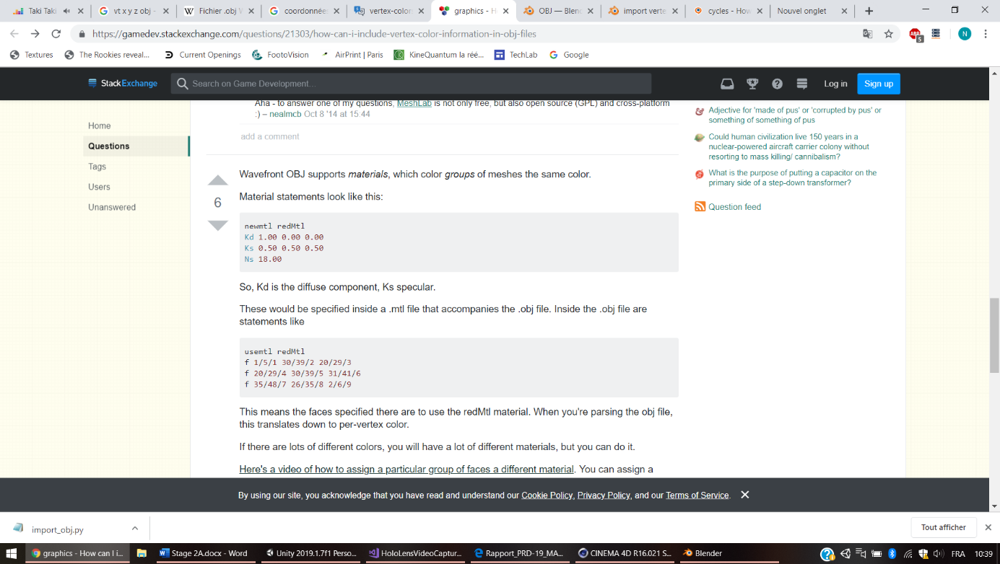 Taki Taki
vt x y z obj -
Fichier .obj
coordonnée
vertex-color
graphics - H
OBJ — Blen
import verte
cycles - How
Nouvel onglet
https://gamedev.stackexchange.com/questions/21303/how-can-i-include-vertex-color-information-in-obj-files
ABP
5
N
Textures
The Rookies reveal...
Current Openings
FootoVision
AirPrint | Paris
KineQuantum la réé...
TechLab
Google
StackExchange
Search on Game Development...
Log in
Sign up
Home
Questions
Tags
Users
Unanswered
Aha - to answer one of my questions, MeshLab is not only free, but also open source (GPL) and cross-platform
:) – nealmcb Oct 8 '14 at 15:44
add a comment
6
Wavefront OBJ supports materials, which color groups of meshes the same color.
Material statements look like this:
newmtl redMtl
Kd 1.00 0.00 0.00
Ks 0.50 0.50 0.50
Ns 18.00
So, Kd is the diffuse component, Ks specular.
These would be specified inside a .mtl file that accompanies the .obj file. Inside the .obj file are
statements like
usemtl redMtl
f 1/5/1 30/39/2 20/29/3
f 20/29/4 30/39/5 31/41/6
f 35/48/7 26/35/8 2/6/9
This means the faces specified there are to use the redMtl material. When you're parsing the obj file,
this translates down to per-vertex color.
If there are lots of different colors, you will have a lot of different materials, but you can do it.
Here's a video of how to assign a particular group of faces a different material. You can assign a
Adjective for 'made of pus' or 'corrupted by pus' or
something of something of pus
Could human civilization live 150 years in a
nuclear-powered aircraft carrier colony without
resorting to mass killing/ cannibalism?
What is the purpose of putting a capacitor on the
primary side of a step-down transformer?
Question feed
By using our site, you acknowledge that you have read and understand our Cookie Policy, Privacy Policy, and our Terms of Service.
import_obj.py
Tout afficher
graphics - How can I i...
Stage 2A.docx - Word
Unity 2019.1.7f1 Perso...
HoloLensVideoCaptur...
Rapport_PRD-19_MA...
CINEMA 4D R16.021 S...
Blender
FRA
10:39